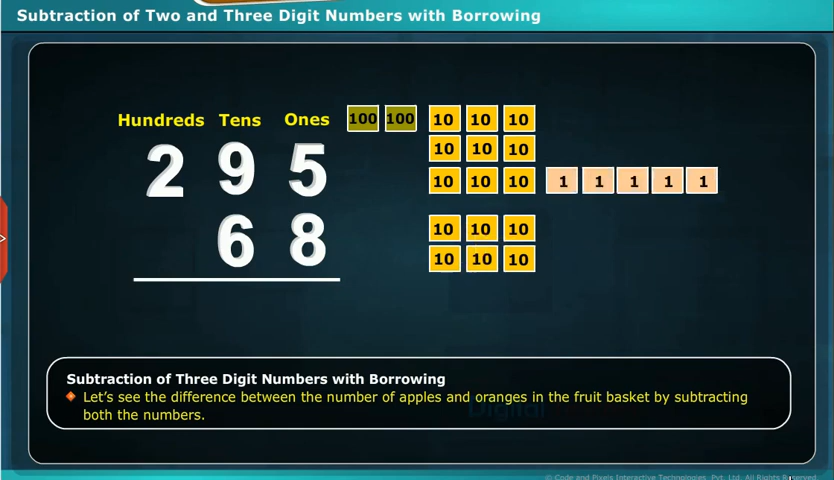 Subtraction of Two and Three Digit Numbers with Borrowing
Hundreds Tens Ones 100 100 10 10 10
10 10 10
2 9 5 10 10 10 1 1 1 1 1
6 8 10 10 10
10 10 10
Subtraction of Three Digit Numbers with Borrowing
Let's see the difference between the number of apples and oranges in the fruit basket by subtracting
both the numbers.
Digital
© Code and Pixels Interactive Technologies, Pvt. Ltd. All Rights Reserved